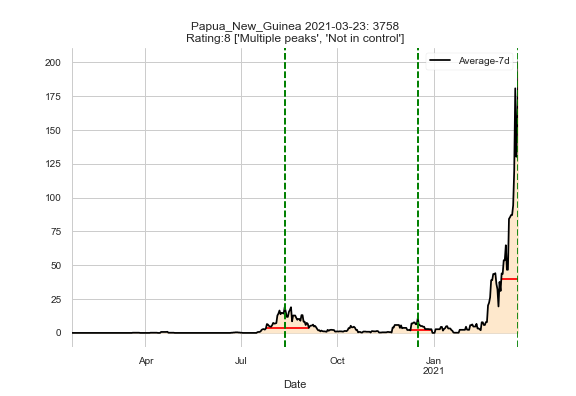 Papua_New_Guinea 2021-03-23: 3758
Rating:8 ['Multiple peaks', 'Not in control']
Average-7d
200
175
150
125
100
75
50
25
0
Apr
Jul
Oct
Jan
2021
Date